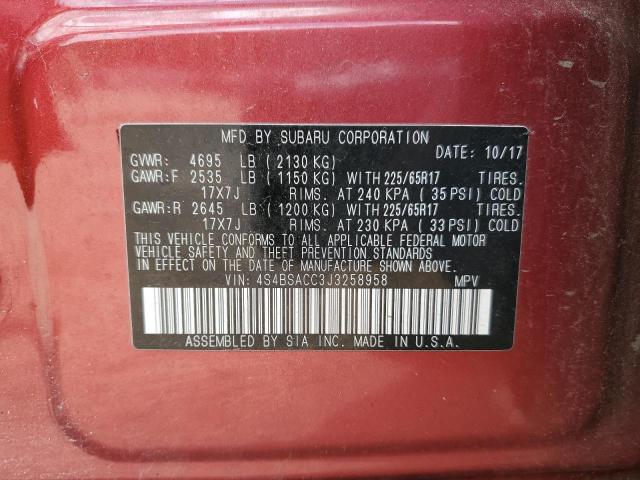 MFD BY SUBARU CORPORATION
GVWR: 4695 LB ( 2130 KG) DATE: 10/17
GAWR:F 2535 LB ( 1150 KG) WITH 225/65R17 TIRES.
17X7J RIMS. AT 240 KPA ( 35 PSI) COLD
GAWR:R 2645 LB ( 1200 KG) WITH 225/65R17 TIRES.
17X7J RIMS. AT 230 KPA ( 33 PSI) COLD
THIS VEHICLE CONFORMS TO ALL APPLICABLE FEDERAL MOTOR
VEHICLE SAFETY AND THEFT PREVENTION STANDARDS
IN EFFECT ON THE DATE OF MANUFACTURE SHOWN ABOVE.
VIN: 4S4BSACC3J3258958 MPV
ASSEMBLED BY SIA INC. MADE IN U.S.A.